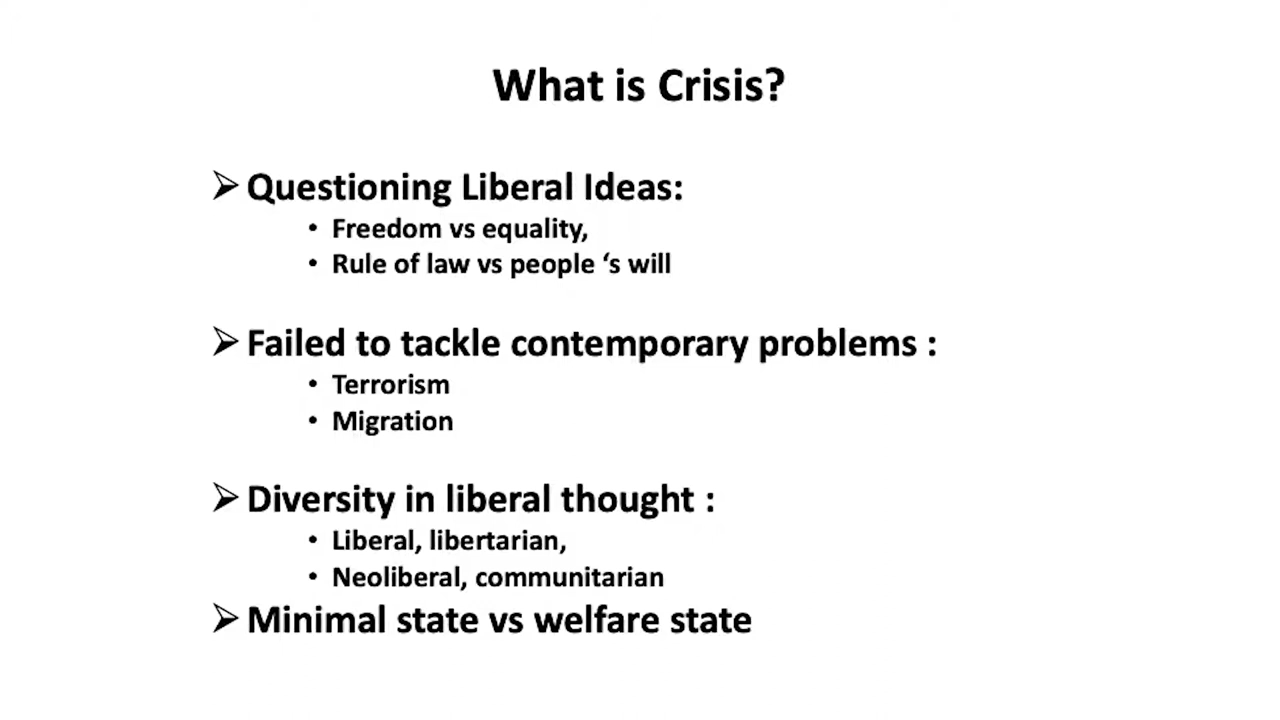 What is Crisis?
➢ Questioning Liberal Ideas:
• Freedom vs equality,
• Rule of law vs people ‘s will
➢ Failed to tackle contemporary problems :
• Terrorism
• Migration
➢ Diversity in liberal thought :
• Liberal, libertarian,
• Neoliberal, communitarian
➢ Minimal state vs welfare state